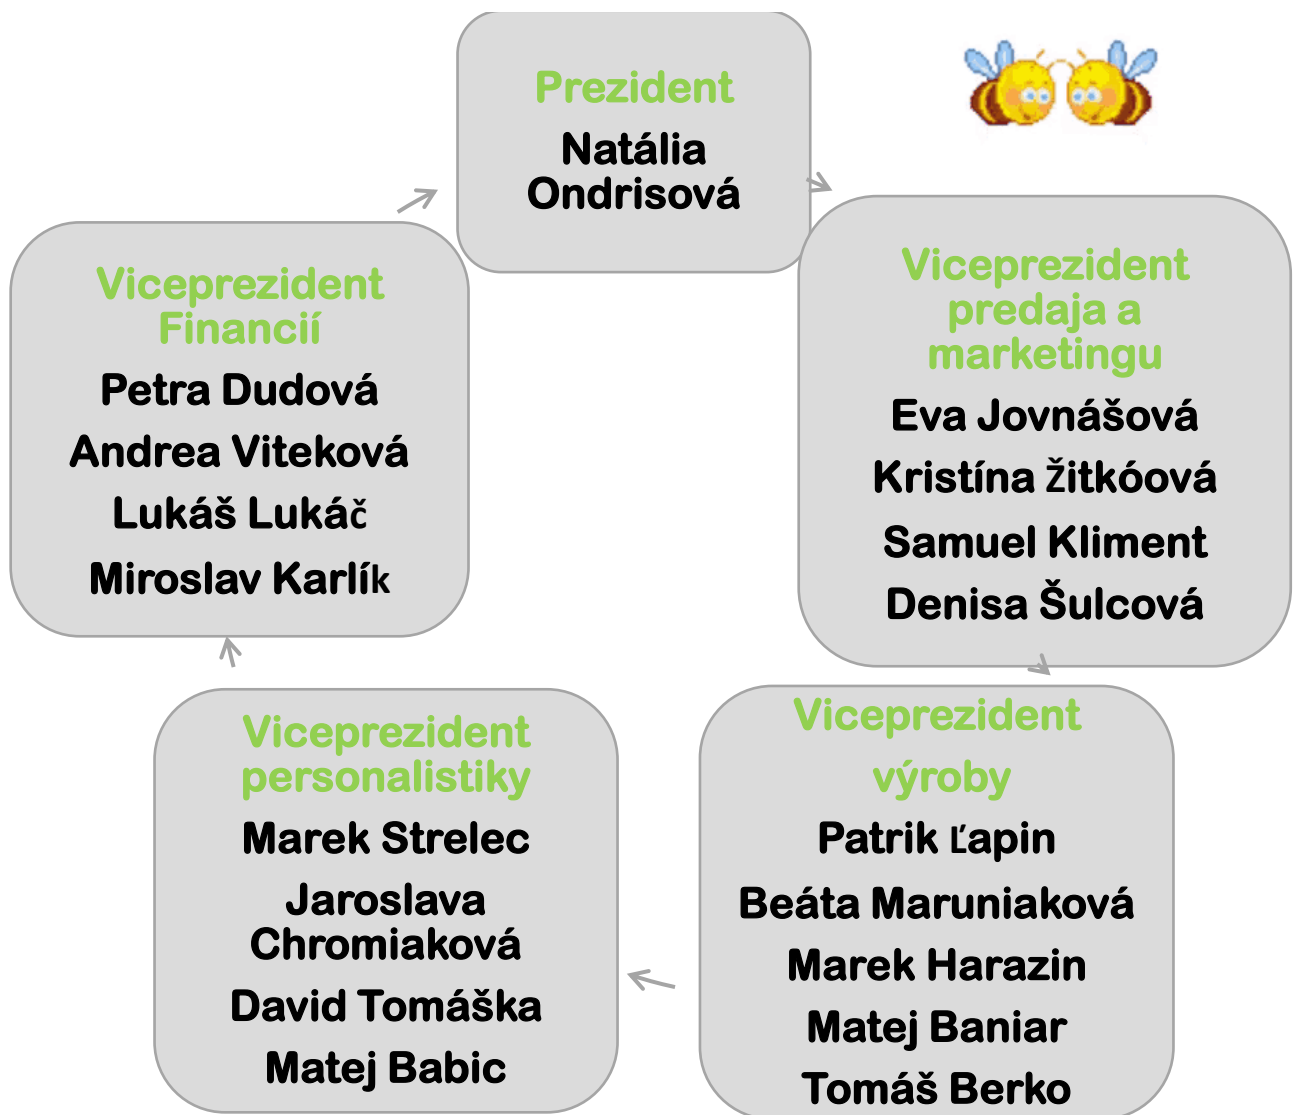 Prezident
Natália
Ondrisová
Viceprezident
predaja a
marketingu
Eva Jovnášová
Kristína Žitkóová
Samuel Kliment
Denisa Šulcová
Viceprezident
výroby
Patrik Ľapin
Beáta Maruniaková
Marek Harazin
Matej Baniar
Tomáš Berko
Viceprezident
personalistiky
Marek Strelec
Jaroslava
Chromiaková
David Tomáška
Matej Babic
Viceprezident
Financií
Petra Dudová
Andrea Viteková
Lukáš Lukáč
Miroslav Karlík